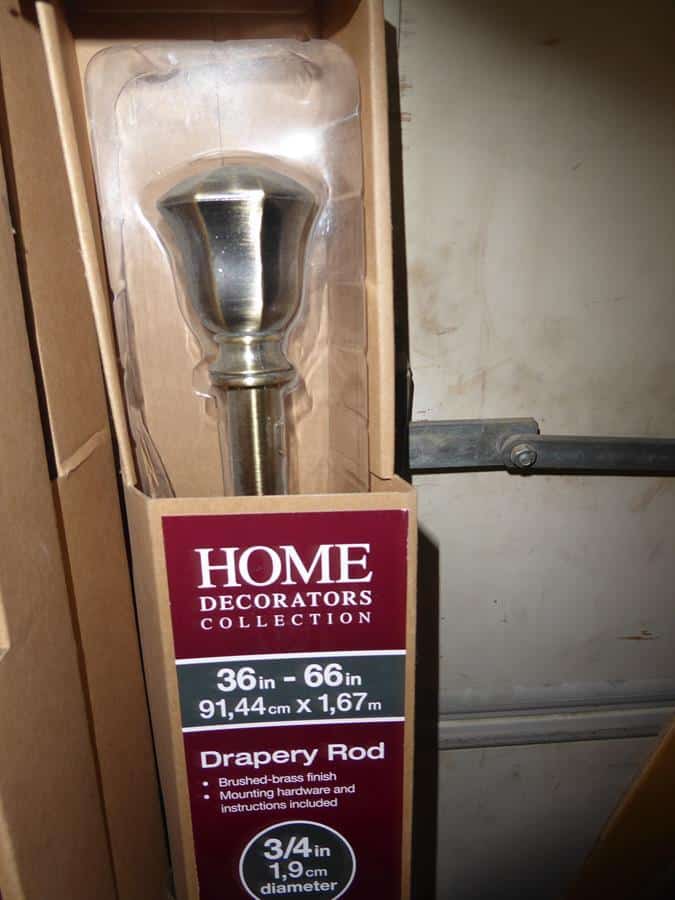 HOME
DECORATORS
COLLECTION
36in - 66in
91,44cm x 1,67m
Drapery Rod
• Brushed-brass finish
• Mounting hardware and
instructions included
3/4in
1,9cm
diameter